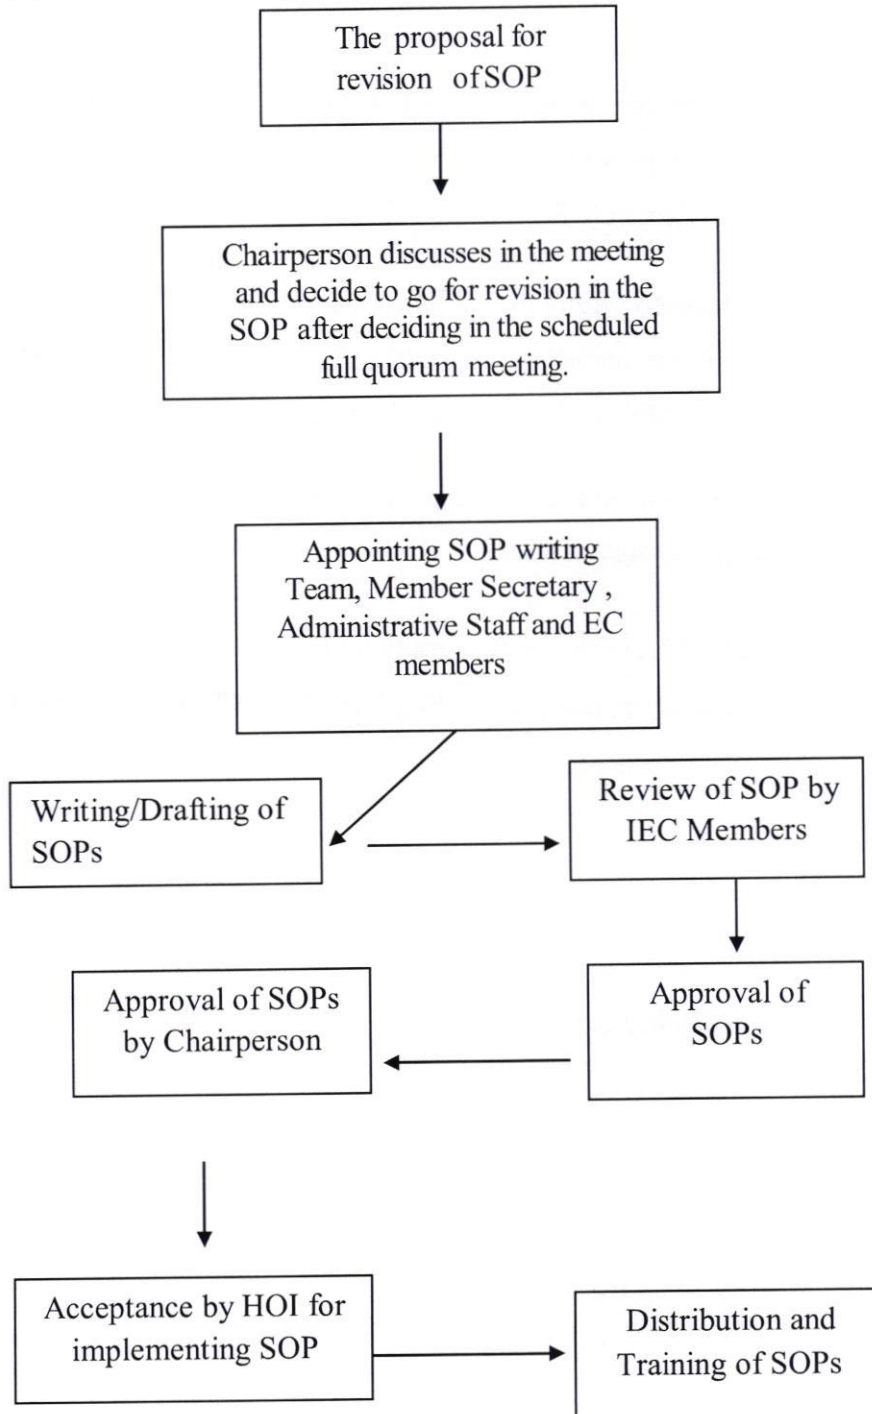 The proposal for
revision of SOP
Chairperson discusses in the meeting
and decide to go for revision in the
SOP after deciding in the scheduled
full quorum meeting.
Appointing SOP writing
Team, Member Secretary ,
Administrative Staff and EC
members
Writing/Drafting of
SOPs
Review of SOP by
IEC Members
Approval of
SOPs
Approval of SOPs
by Chairperson
Acceptance by HOI for
implementing SOP
Distribution and
Training of SOPs